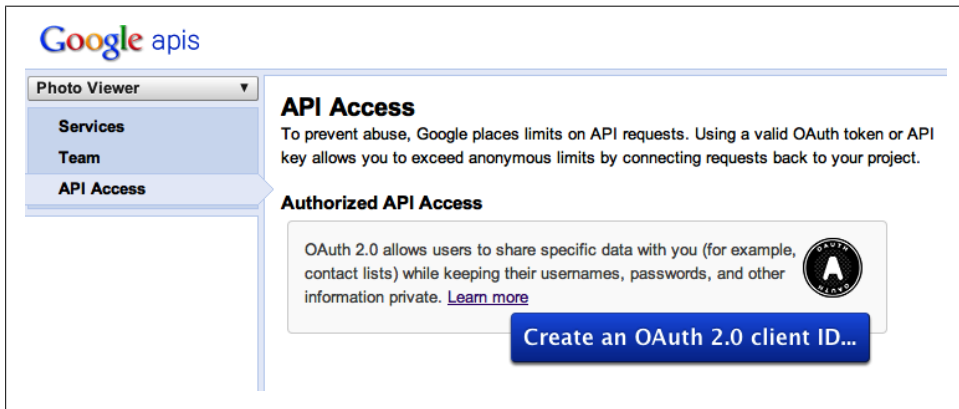 Google apis
Photo Viewer
Services
Team
API Access
API Access
To prevent abuse, Google places limits on API requests. Using a valid OAuth token or API
key allows you to exceed anonymous limits by connecting requests back to your project.
Authorized API Access
OAuth 2.0 allows users to share specific data with you (for example,
contact lists) while keeping their usernames, passwords, and other
information private. Learn more
OAUTH
A
OAUTH
Create an OAuth 2.0 client ID...